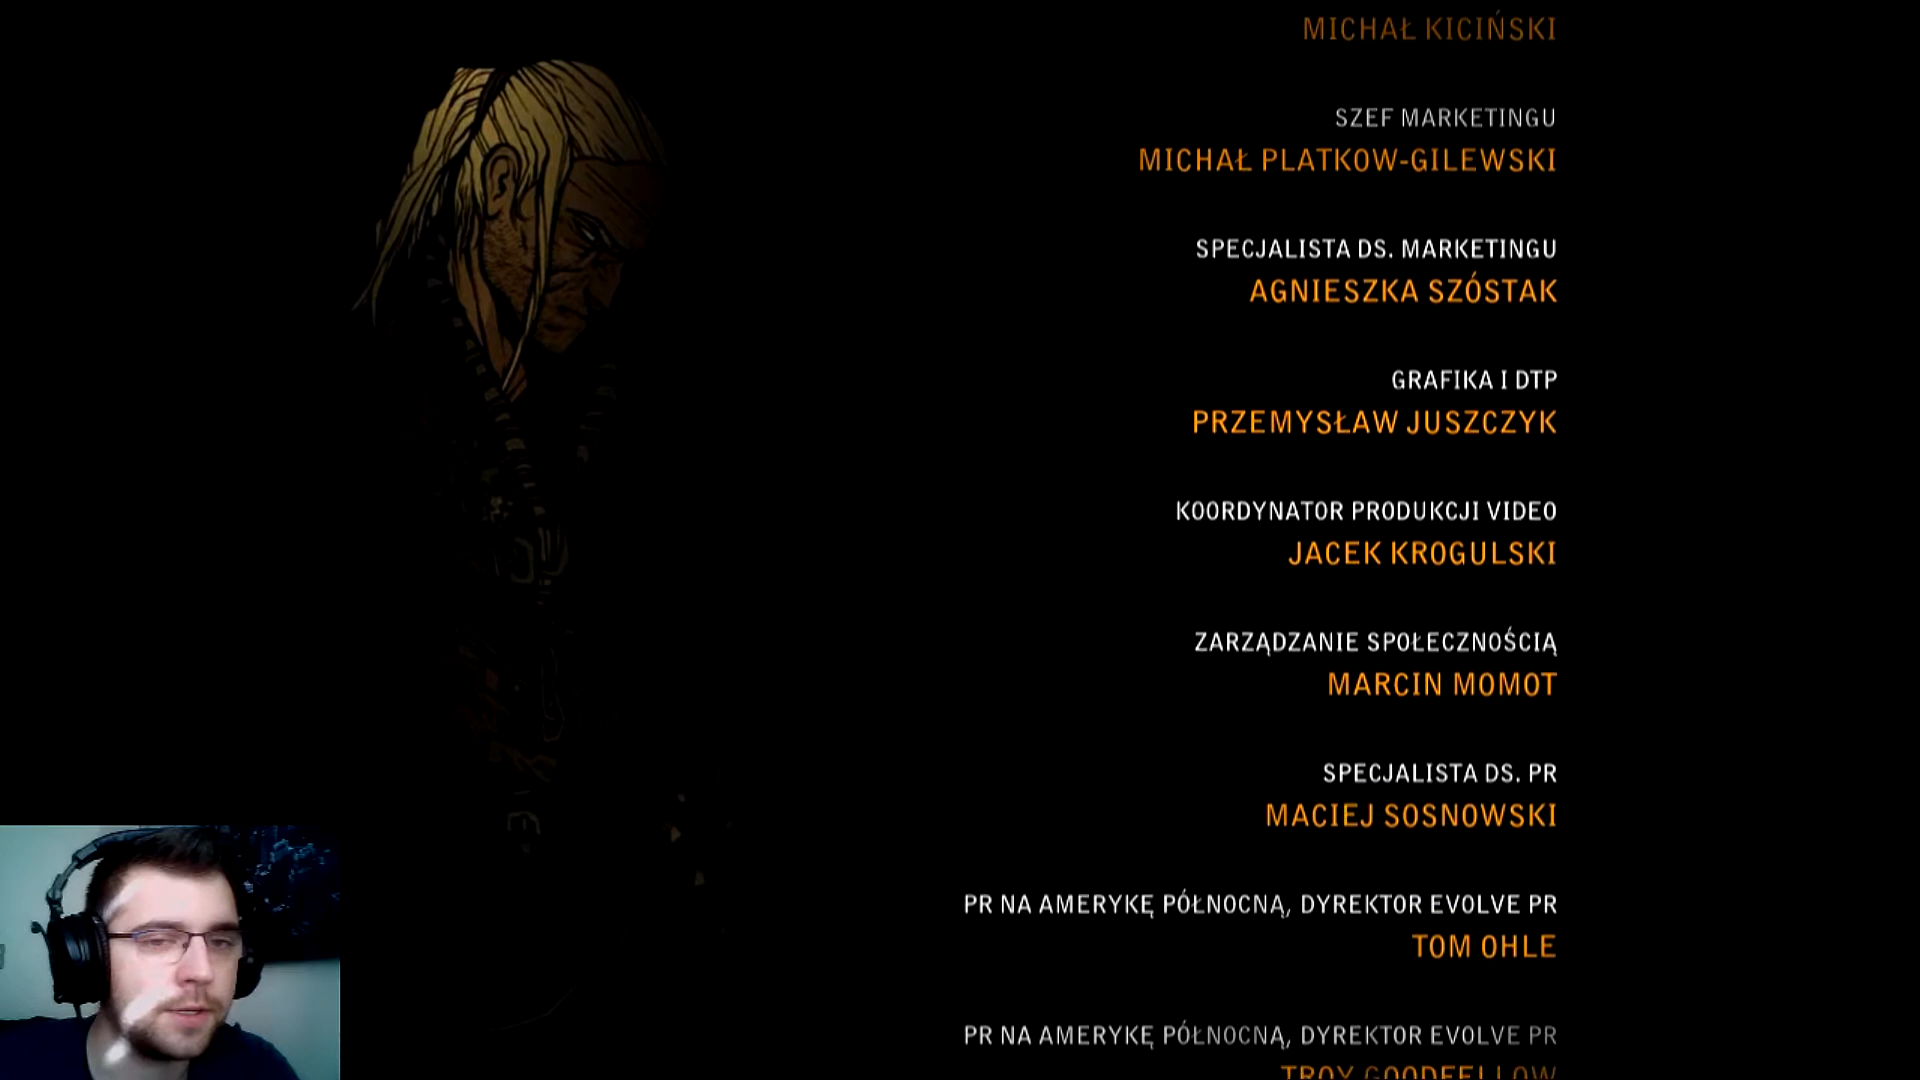 MICHAŁ KICIŃSKI
SZEF MARKETINGU
MICHAŁ PLATKOW-GILEWSKI
SPECJALISTA DS. MARKETINGU
AGNIESZKA SZÓSTAK
GRAFIKA I DTP
PRZEMYSŁAW JUSZCZYK
KOORDYNATOR PRODUKCJI VIDEO
JACEK KROGULSKI
ZARZĄDZANIE SPOŁECZNOŚCIĄ
MARCIN MOMOT
SPECJALISTA DS. PR
MACIEJ SOSNOWSKI
PR NA AMERYKĘ PÓŁNOCNĄ, DYREKTOR EVOLVE PR
TOM OHLE
PR NA AMERYKĘ PÓŁNOCNĄ, DYREKTOR EVOLVE PR
TROY GOODFELLOW